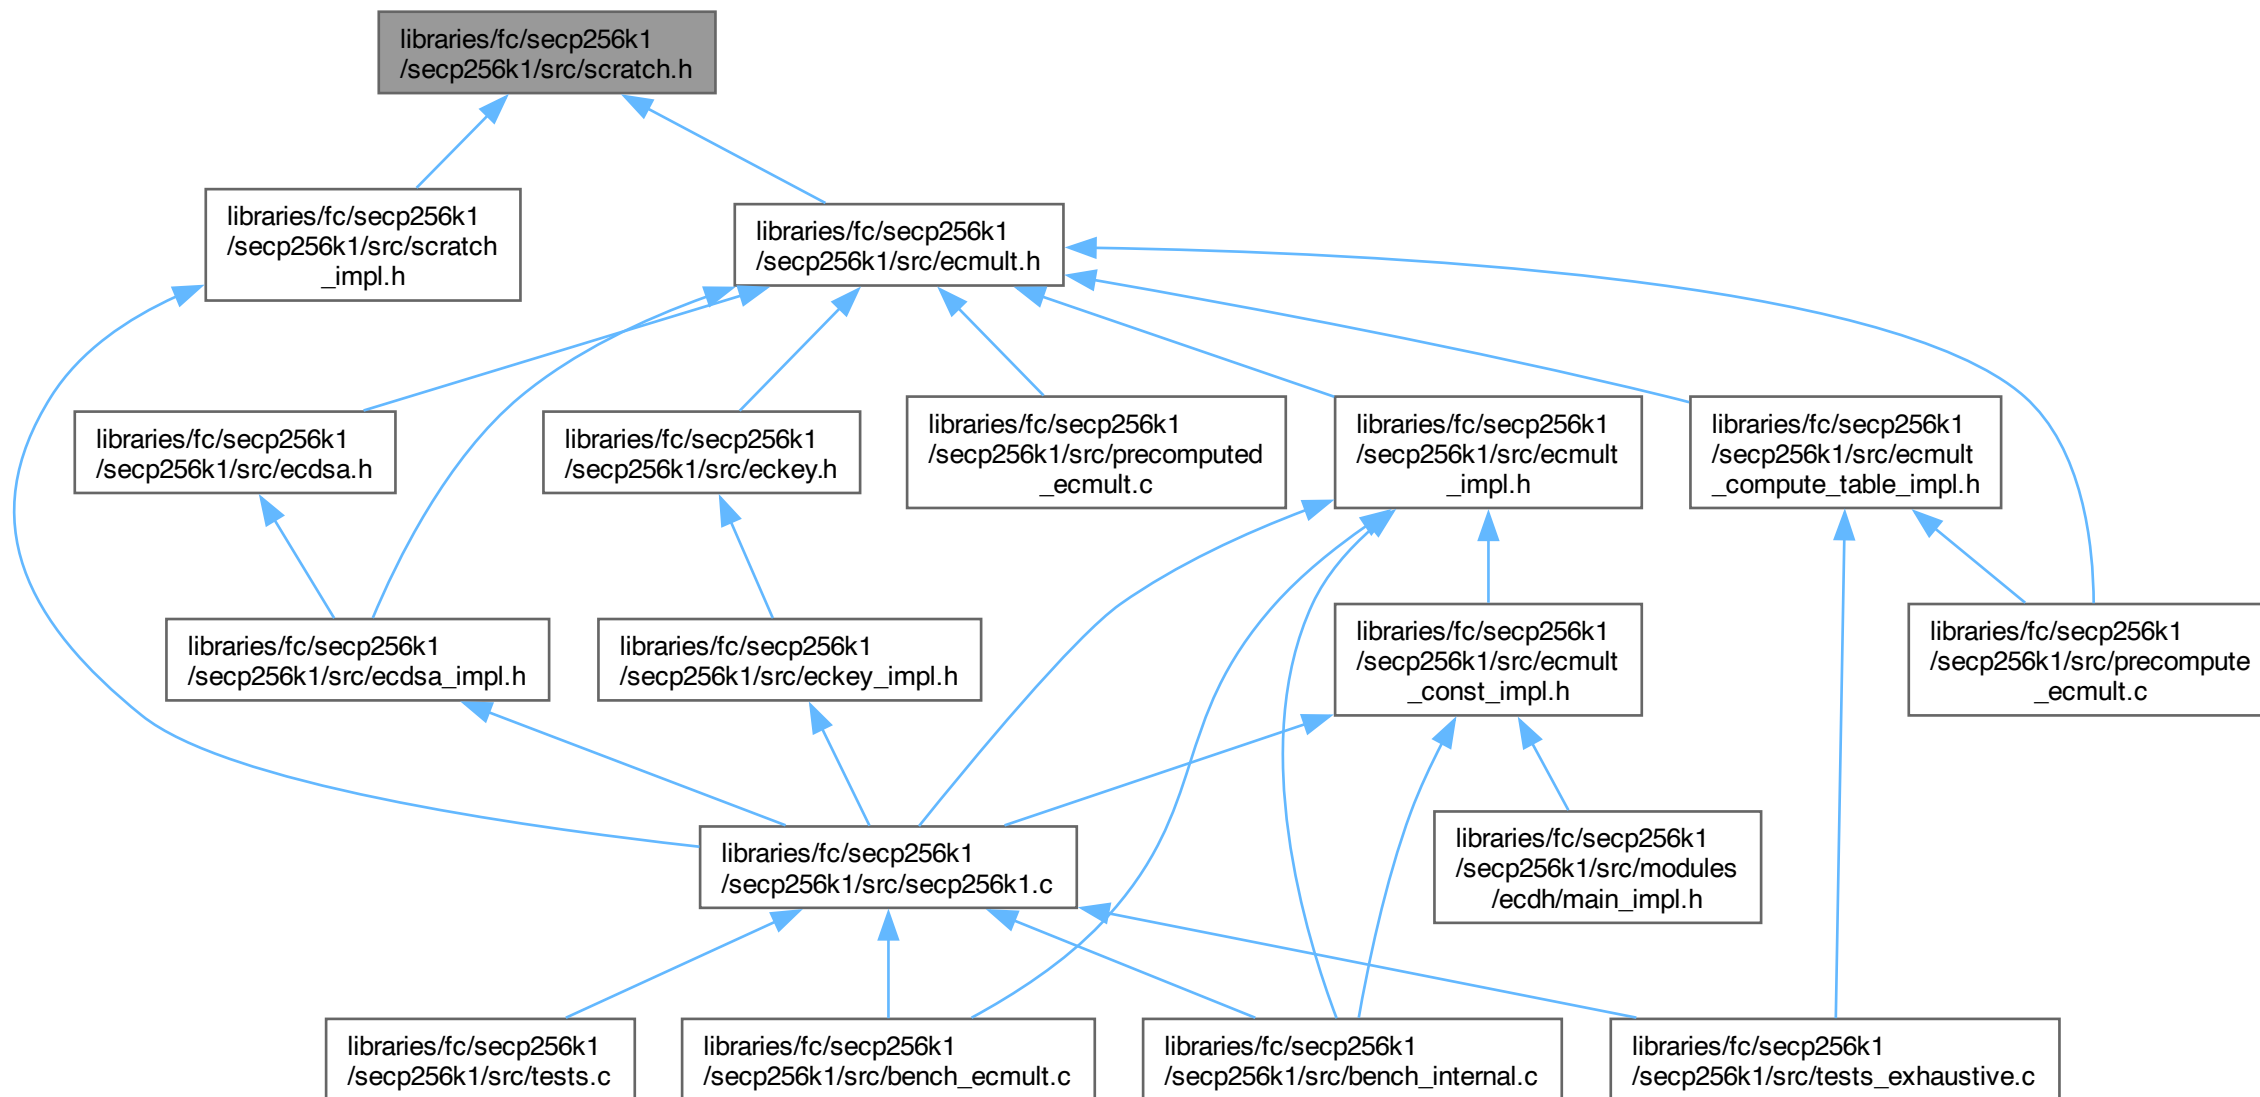 libraries/fc/secp256k1
/secp256k1/src/scratch.h
libraries/fc/secp256k1
/secp256k1/src/scratch
_impl.h
libraries/fc/secp256k1
/secp256k1/src/ecmult.h
libraries/fc/secp256k1
/secp256k1/src/ecdsa.h
libraries/fc/secp256k1
/secp256k1/src/eckey.h
libraries/fc/secp256k1
/secp256k1/src/precomputed
_ecmult.c
libraries/fc/secp256k1
/secp256k1/src/ecmult
_impl.h
libraries/fc/secp256k1
/secp256k1/src/ecmult
_compute_table_impl.h
libraries/fc/secp256k1
/secp256k1/src/ecdsa_impl.h
libraries/fc/secp256k1
/secp256k1/src/eckey_impl.h
libraries/fc/secp256k1
/secp256k1/src/ecmult
_const_impl.h
libraries/fc/secp256k1
/secp256k1/src/precompute
_ecmult.c
libraries/fc/secp256k1
/secp256k1/src/secp256k1.c
libraries/fc/secp256k1
/secp256k1/src/modules
/ecdh/main_impl.h
libraries/fc/secp256k1
/secp256k1/src/tests.c
libraries/fc/secp256k1
/secp256k1/src/bench_ecmult.c
libraries/fc/secp256k1
/secp256k1/src/bench_internal.c
libraries/fc/secp256k1
/secp256k1/src/tests_exhaustive.c